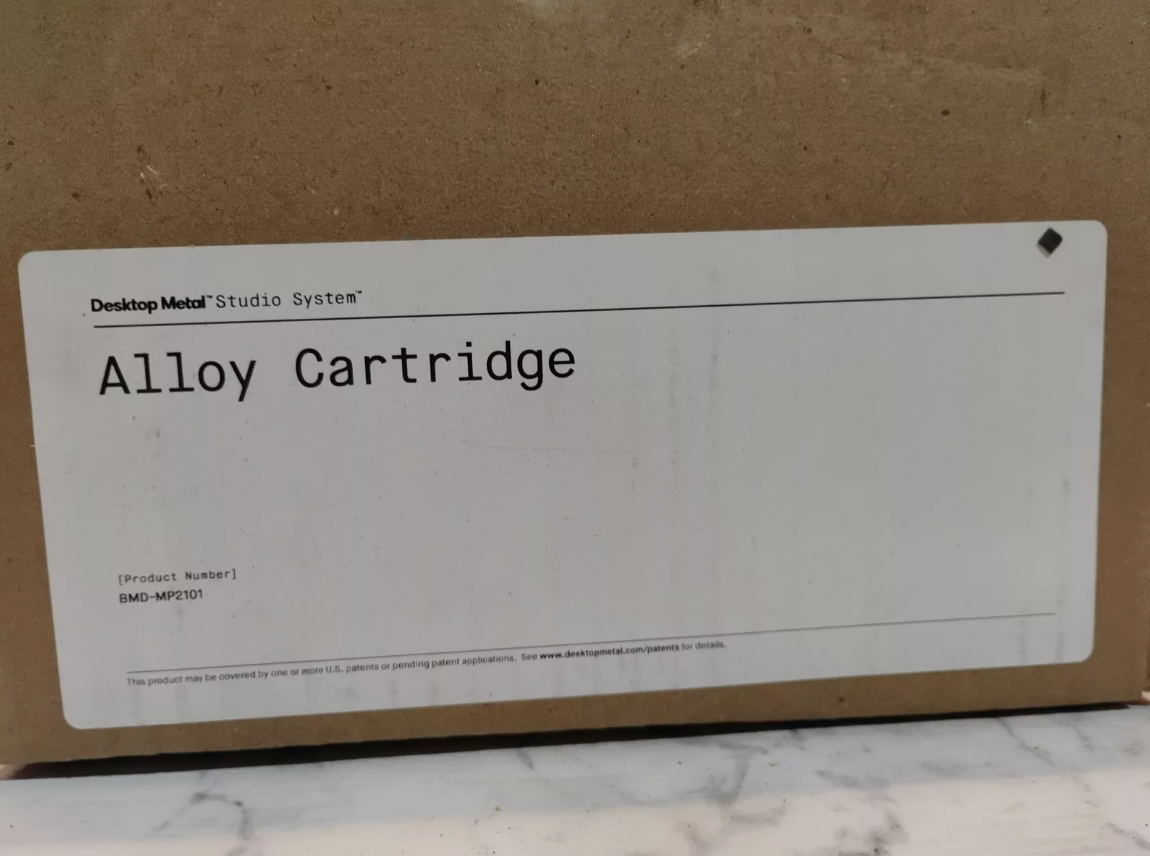 Desktop Metal™ Studio System™
Alloy Cartridge
[Product Number]
BMD-MP2101
This product may be covered by one or more U.S. patents or pending patent applications. See www.desktopmetal.com/patents for details.